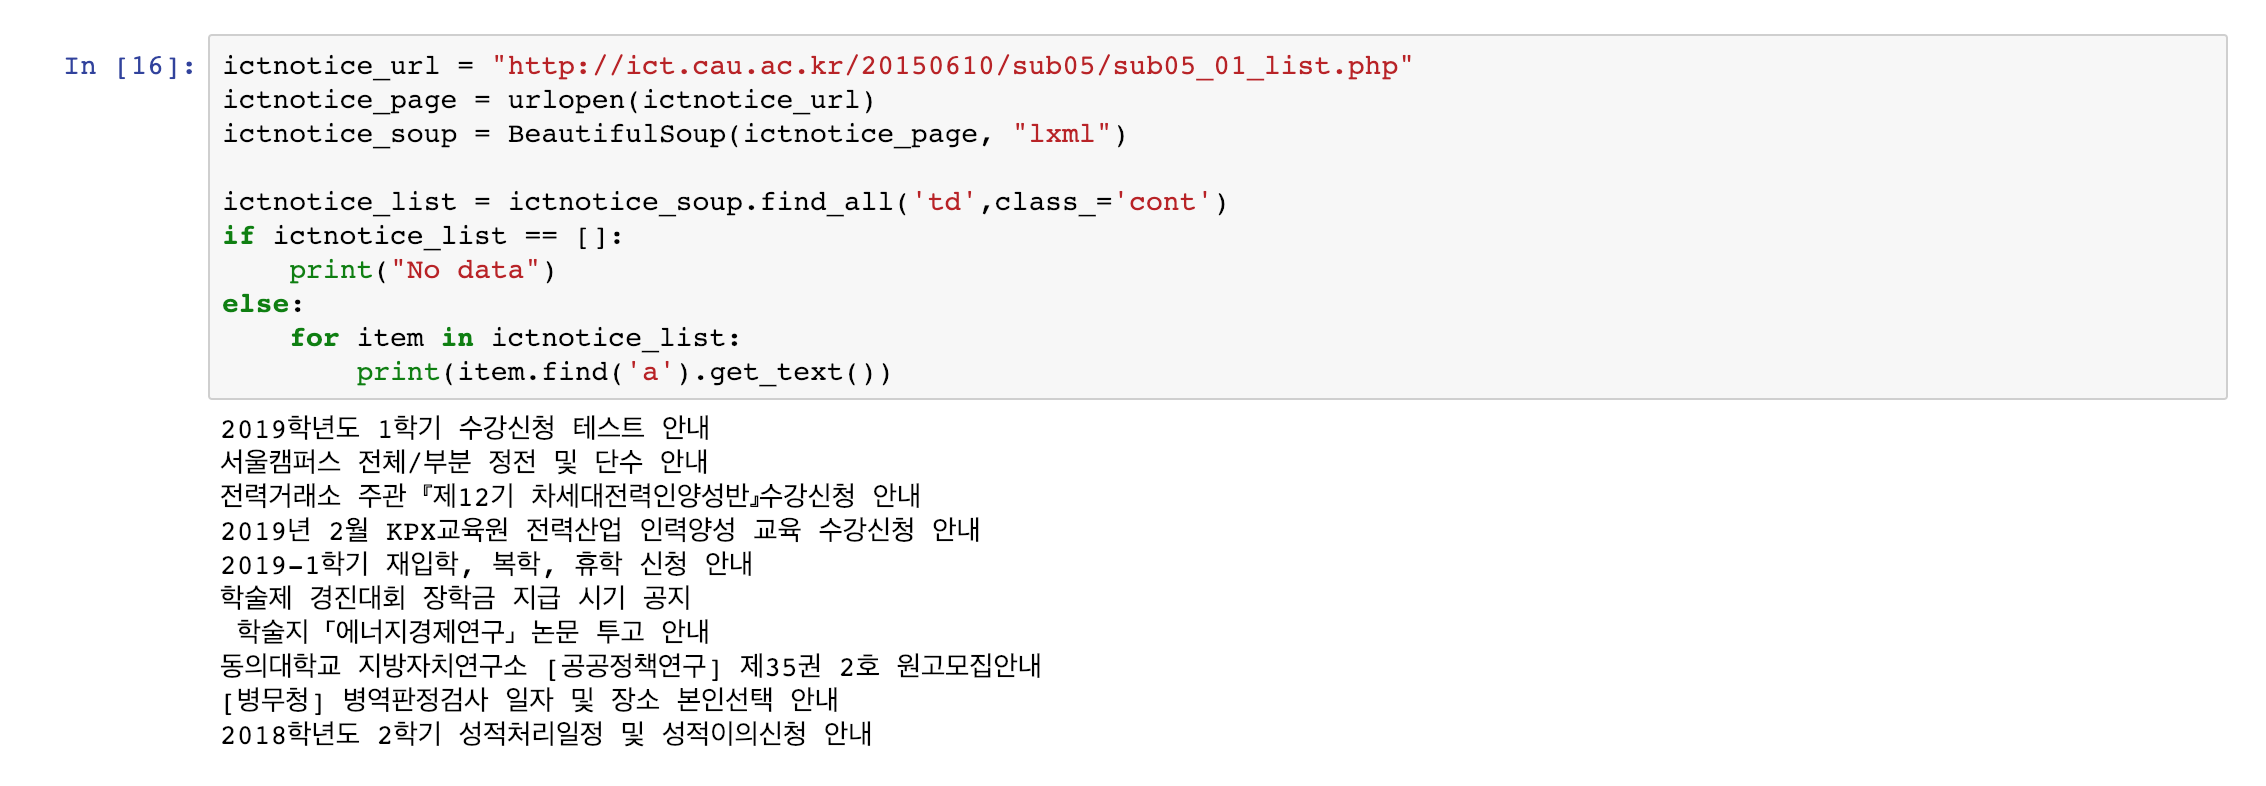 In [16]: ictnotice_url = "http://ict.cau.ac.kr/20150610/sub05/sub05_01_list.php"
ictnotice_page = urlopen(ictnotice_url)
ictnotice_soup = BeautifulSoup(ictnotice_page, "lxml")

ictnotice_list = ictnotice_soup.find_all('td',class_='cont')
if ictnotice_list == []:
    print("No data")
else:
    for item in ictnotice_list:
        print(item.find('a').get_text())
2019학년도 1학기 수강신청 테스트 안내
서울캠퍼스 전체/부분 정전 및 단수 안내
전력거래소 주관 『제12기 차세대전력인양성반』수강신청 안내
2019년 2월 KPX교육원 전력산업 인력양성 교육 수강신청 안내
2019-1학기 재입학, 복학, 휴학 신청 안내
학술제 경진대회 장학금 지급 시기 공지
 학술지「에너지경제연구」논문 투고 안내
동의대학교 지방자치연구소 [공공정책연구] 제35권 2호 원고모집안내
[병무청] 병역판정검사 일자 및 장소 본인선택 안내
2018학년도 2학기 성적처리일정 및 성적이의신청 안내